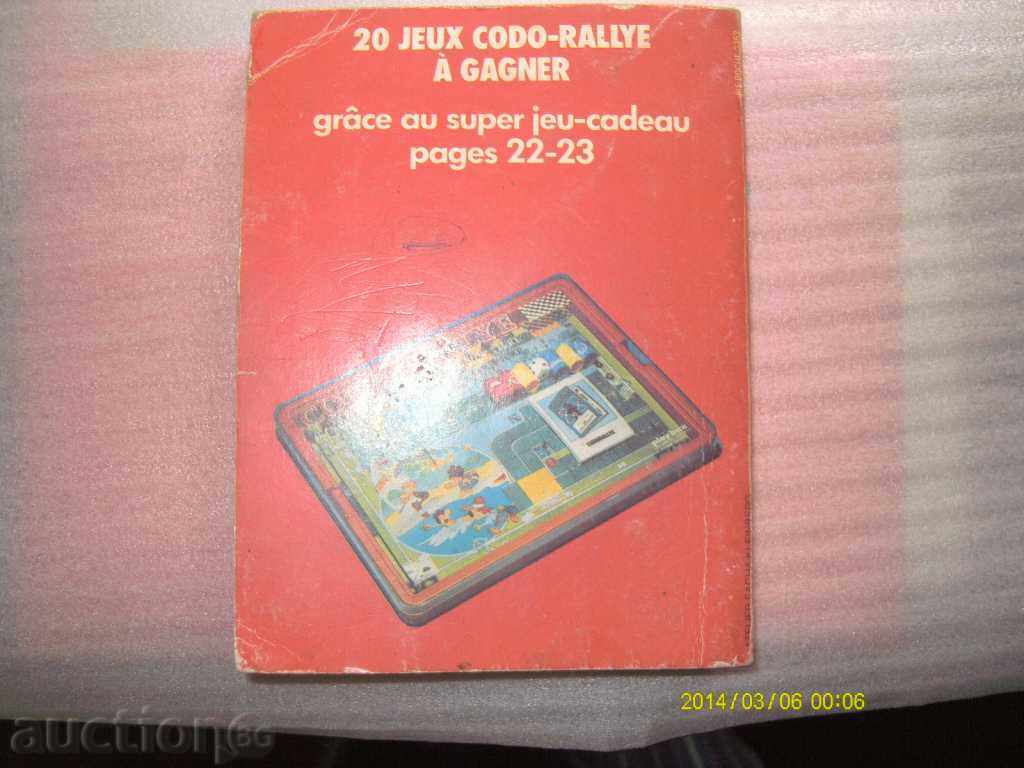 20 JEUX CODO-RALLYE
À GAGNER
grâce au super jeu-cadeau
pages 22-23
2014/03/06 00:06
auction.bg